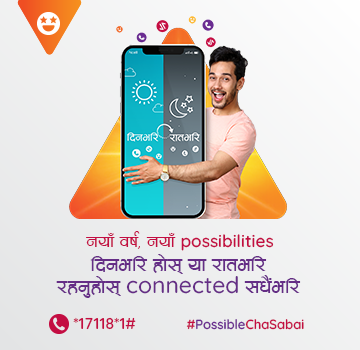 दिनभरि रातभरि
नयाँ वर्ष, नयाँ possibilities
दिनभरि होस् या रातभरि
रहनुहोस् connected सधैंभरि
*17118*1# #PossibleChaSabai